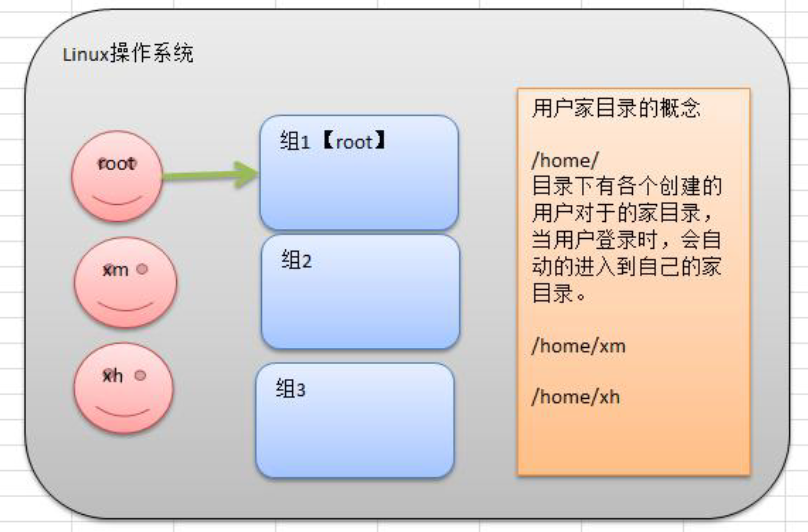 Linux操作系统
root
组1【root】
xm
组2
xh
组3
用户家目录的概念
/home/
目录下有各个创建的
用户对于的家目录，
当用户登录时，会自
动的进入到自己的家
目录。
/home/xm
/home/xh